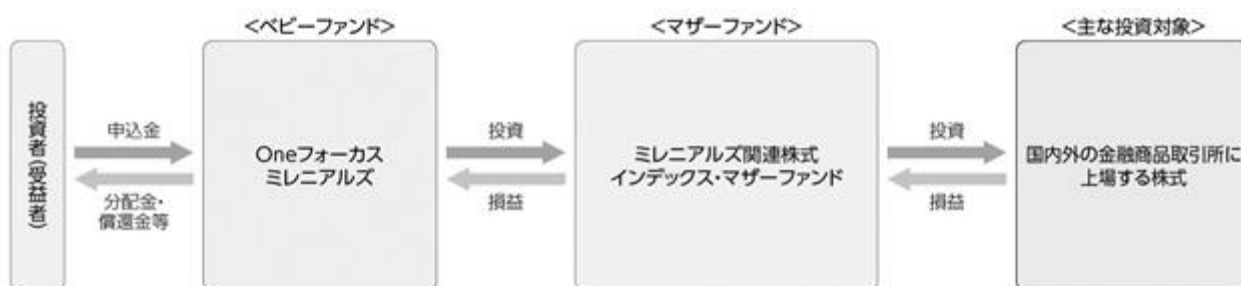 <ベビーファンド>
<マザーファンド>
<主な投資対象>
投資者(受益者)
申込金
分配金・
償還金等
Oneフォーカス
ミレニアルズ
投資
損益
ミレニアルズ関連株式
インデックス・マザーファンド
投資
損益
国内外の金融商品取引所に
上場する株式